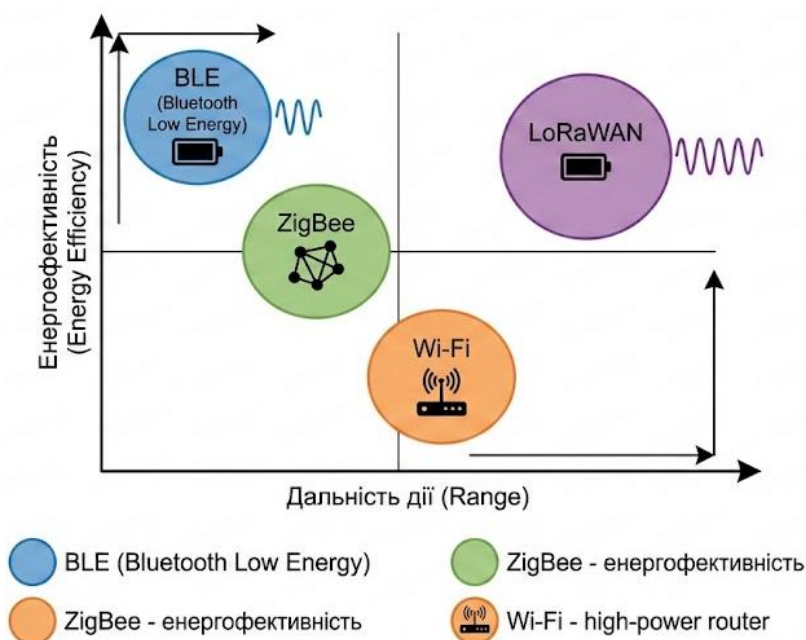 BLE
(Bluetooth
Low Energy)
LoRaWAN
ZigBee
Wi-Fi
Енергоефективність
(Energy Efficiency)
Дальність дії (Range)
BLE (Bluetooth Low Energy)
ZigBee - енергофективність
ZigBee - енергофективність
Wi-Fi - high-power router